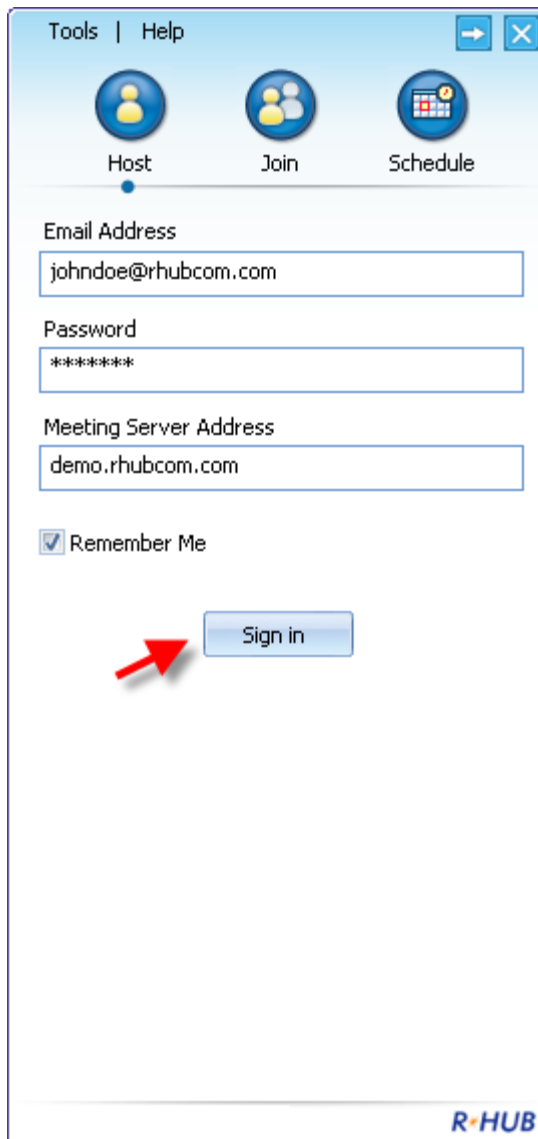 Tools | Help
Host Join Schedule
Email Address
johndoe@rhubcom.com
Password
*******
Meeting Server Address
demo.rhubcom.com
Remember Me
Sign in
R•HUB